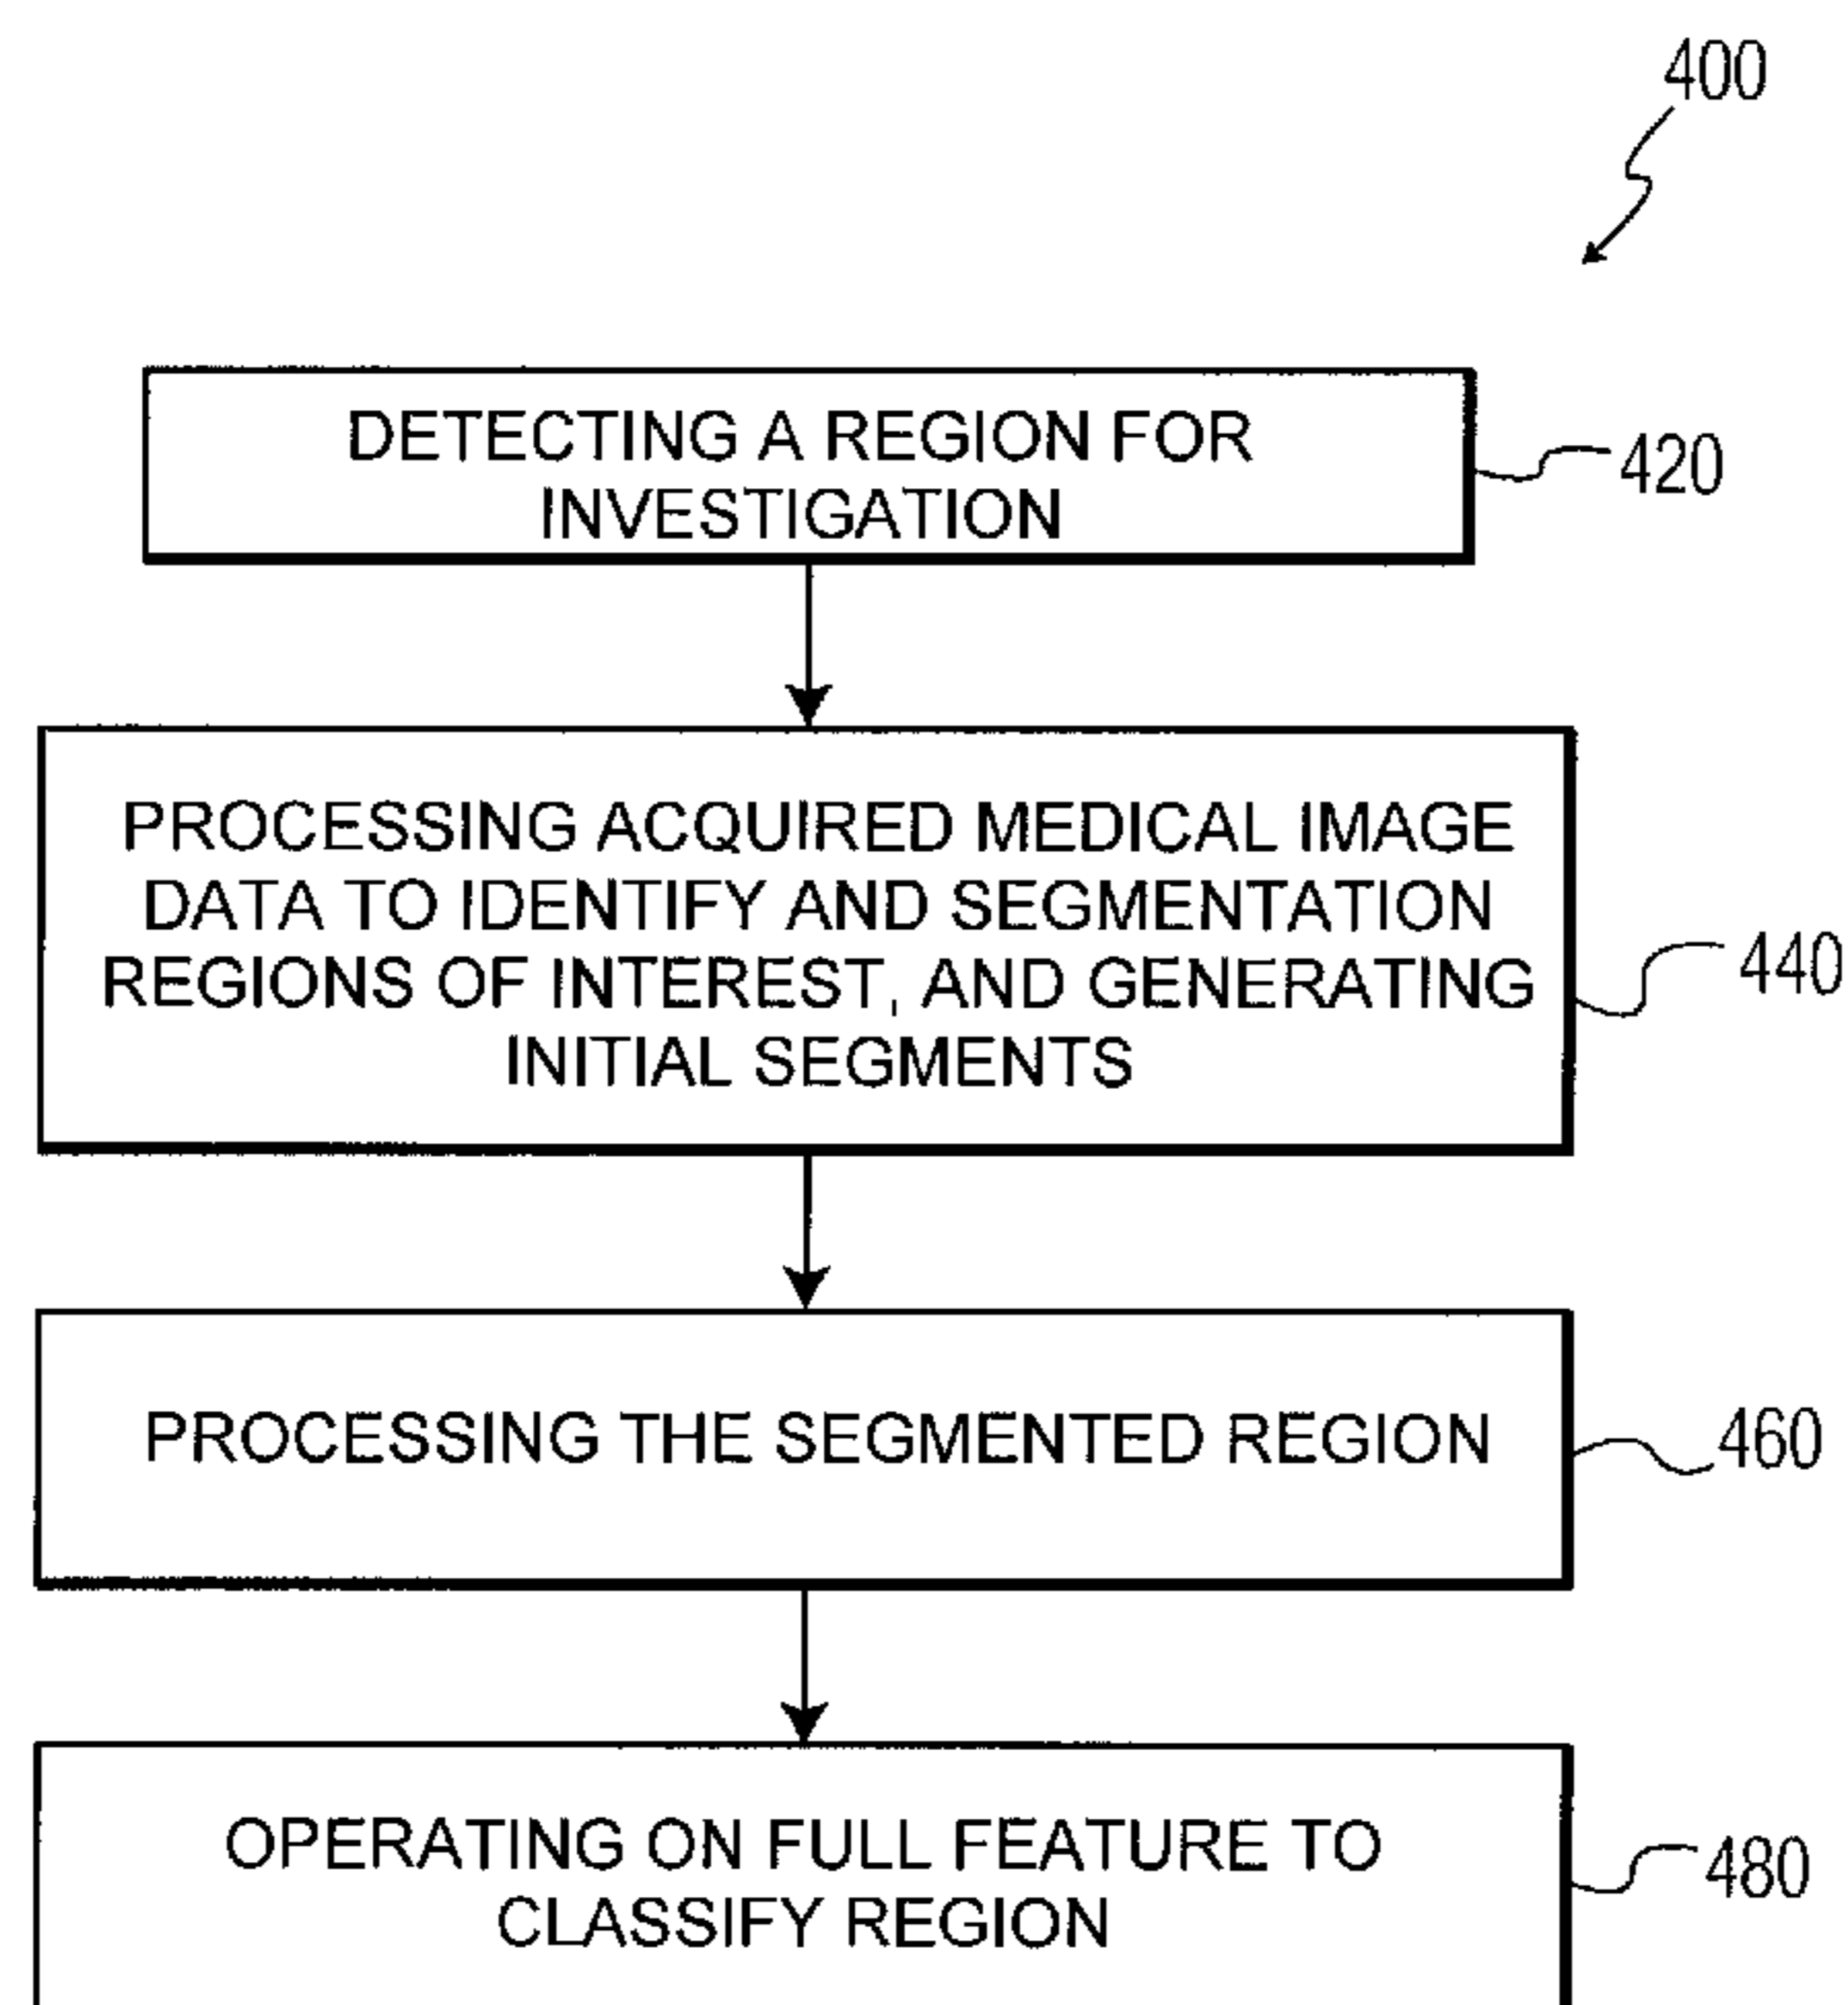 400
DETECTING A REGION FOR
INVESTIGATION
420
PROCESSING ACQUIRED MEDICAL IMAGE
DATA TO IDENTIFY AND SEGMENTATION
REGIONS OF INTEREST, AND GENERATING
INITIAL SEGMENTS
440
PROCESSING THE SEGMENTED REGION
460
OPERATING ON FULL FEATURE TO
CLASSIFY REGION
480